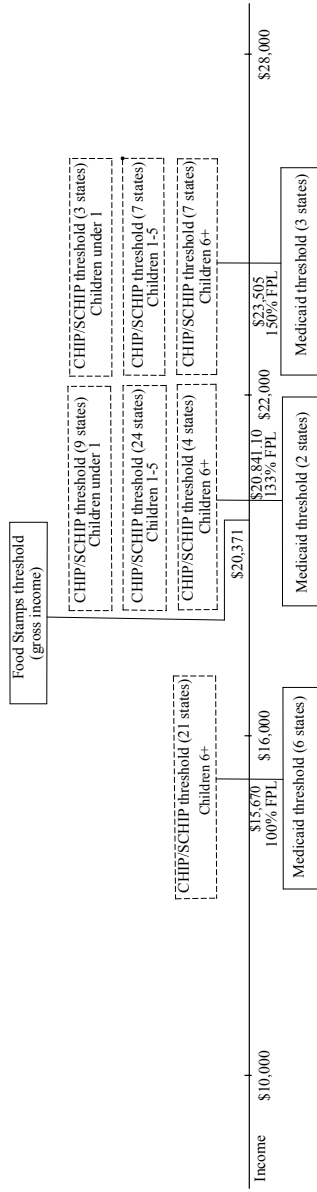 Food Stamps threshold
(gross income)
CHIP/SCHIP threshold (9 states)
Children under 1
CHIP/SCHIP threshold (3 states)
Children under 1
CHIP/SCHIP threshold (24 states)
Children 1-5
CHIP/SCHIP threshold (7 states)
Children 1-5
CHIP/SCHIP threshold (21 states)
Children 6+
CHIP/SCHIP threshold (4 states)
Children 6+
CHIP/SCHIP threshold (7 states)
Children 6+
$20,371
Income
$10,000
$15,670
100% FPL
$16,000
$20.841.10
133% FPL
$22,000
$23,505
150% FPL
$28,000
Medicaid threshold (6 states)
Medicaid threshold (2 states)
Medicaid threshold (3 states)